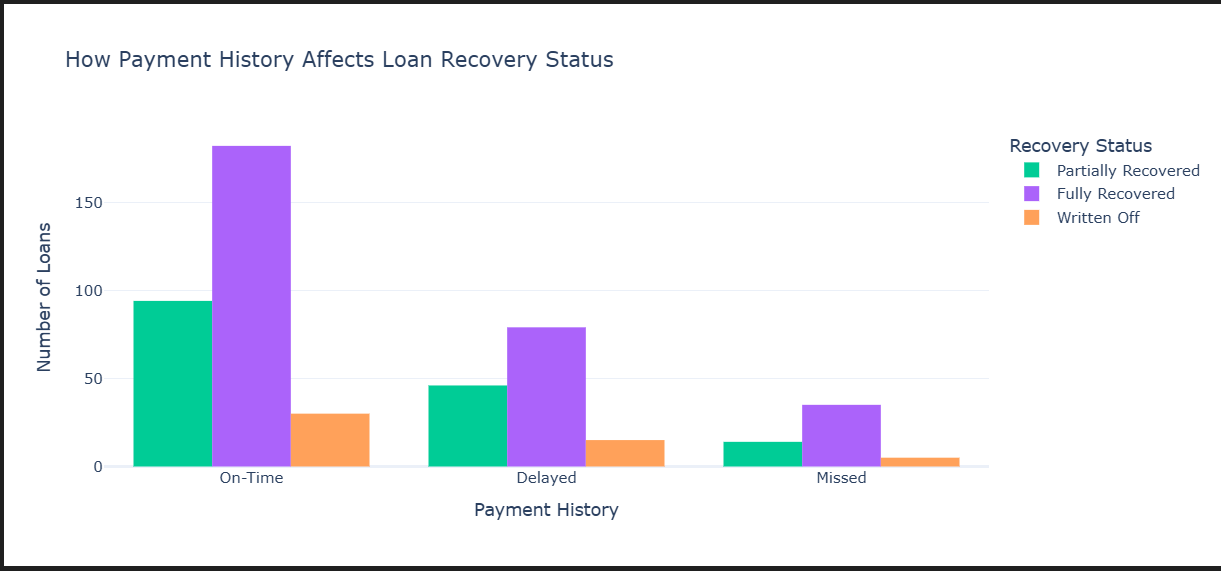 How Payment History Affects Loan Recovery Status
Recovery Status
Partially Recovered
Fully Recovered
Written Off
Number of Loans
150
100
50
0
On-Time
Delayed
Missed
Payment History